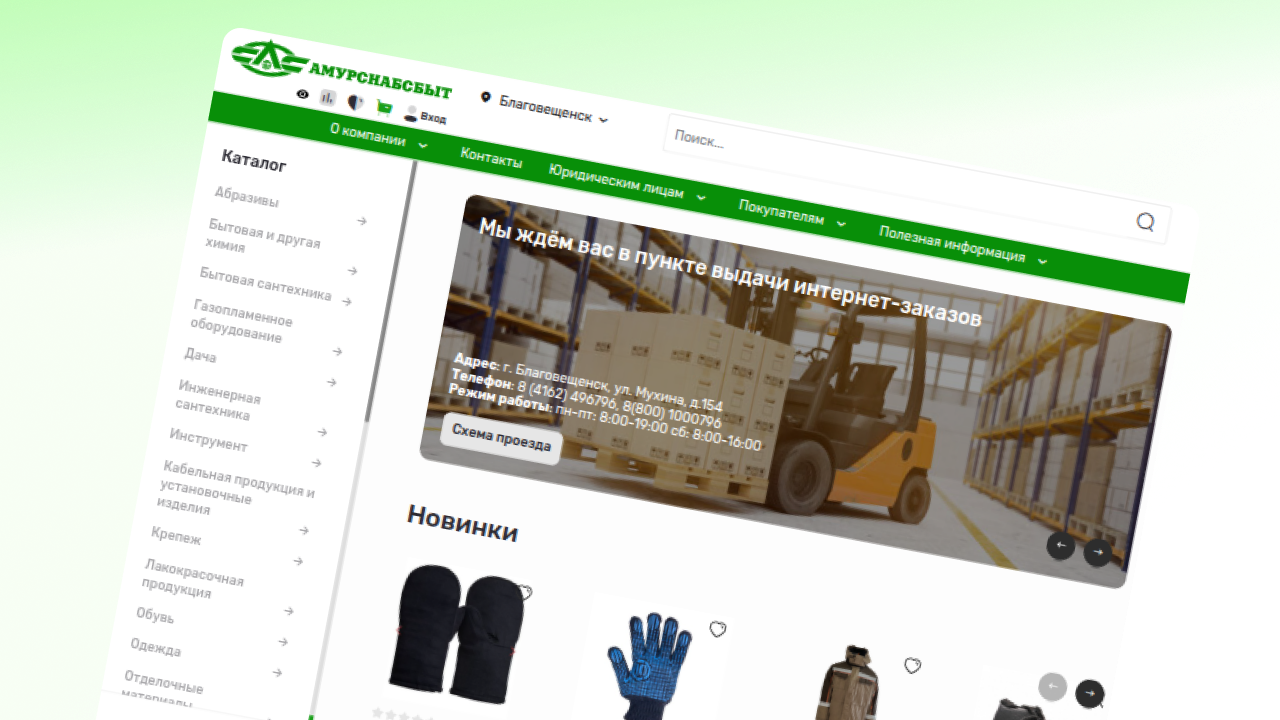 АМУРСНАБСБЫТ
Благовещенск
Поиск...
Вход
О компании
Контакты
Юридическим лицам
Покупателям
Полезная информация
Каталог
Абразивы
Бытовая и другая
химия
Бытовая сантехника
Газопламенное
оборудование
Дача
Инженерная
сантехника
Инструмент
Кабельная продукция и
установочные
изделия
Крепеж
Лакокрасочная
продукция
Обувь
Одежда
Отделочные
материалы
Мы ждём вас в пункте выдачи интернет-заказов
Адрес: г. Благовещенск, ул. Мухина, д.154
Телефон: 8 (4162) 496796, 8(800) 1000796
Режим работы: пн-пт: 8:00-19:00 сб: 8:00-16:00
Схема проезда
Новинки